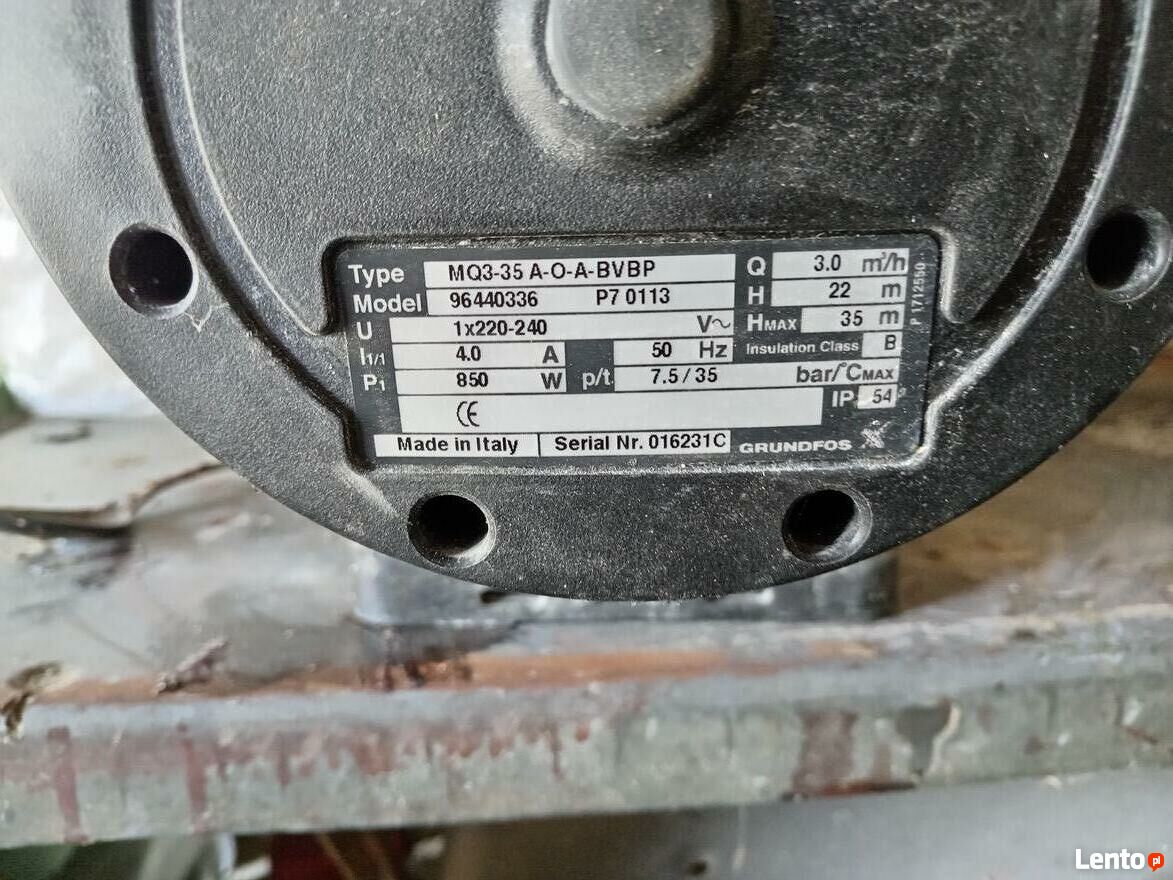 Type MQ3-35 A-O-A-BVBP Q 3.0 m³/h
Model 96440336 P7 0113 H 22 m
U 1x220-240 V~ HMAX 35 m
I1/1 4.0 A 50 Hz Insulation Class B
P1 850 W p/t 7.5 / 35 bar/°CMAX
CE IP 54
Made in Italy Serial Nr. 016231C GRUNDFOS
P 1712550
Lento pl